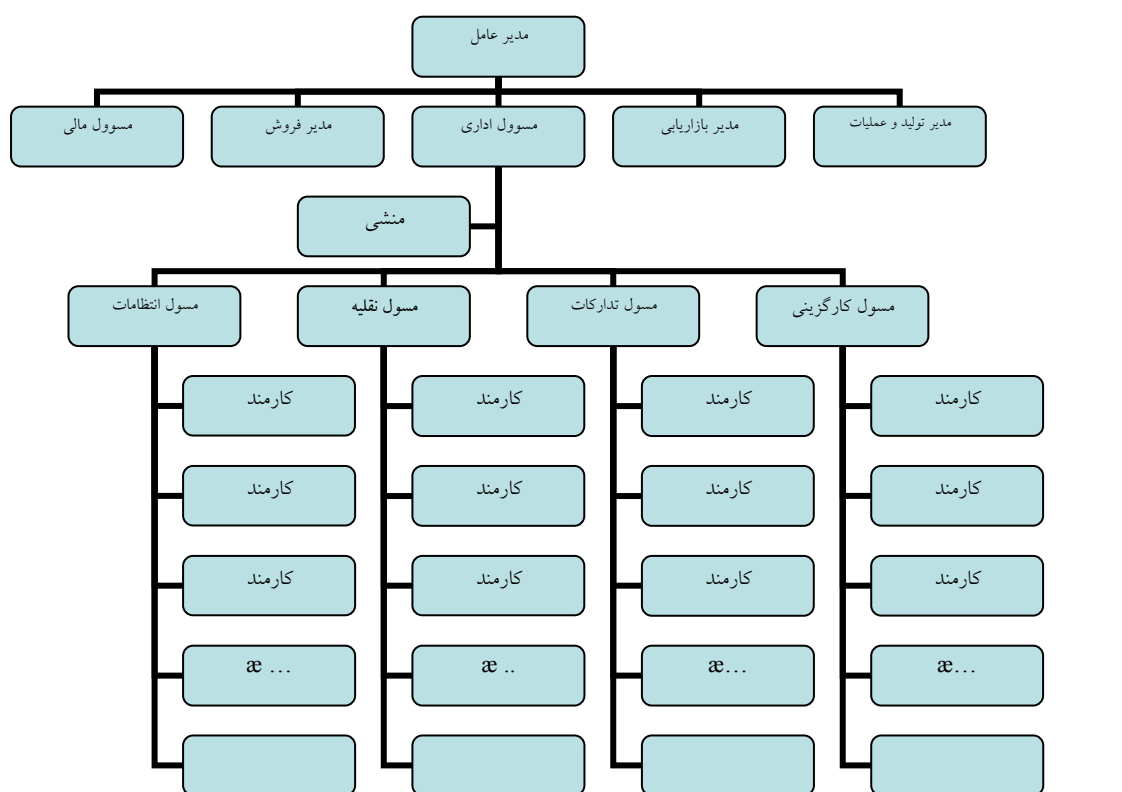 مدیر عامل
مدیر تولید و عملیات
مدیر بازاریابی
مسوول اداری
مدیر فروش
مسوول مالی
منشی
مسول کارگزینی
مسول تدارکات
مسول نقلیه
مسول انتظامات
کارمند
کارمند
کارمند
کارمند
کارمند
کارمند
کارمند
کارمند
کارمند
کارمند
کارمند
کارمند
æ...
æ...
æ ..
æ ...